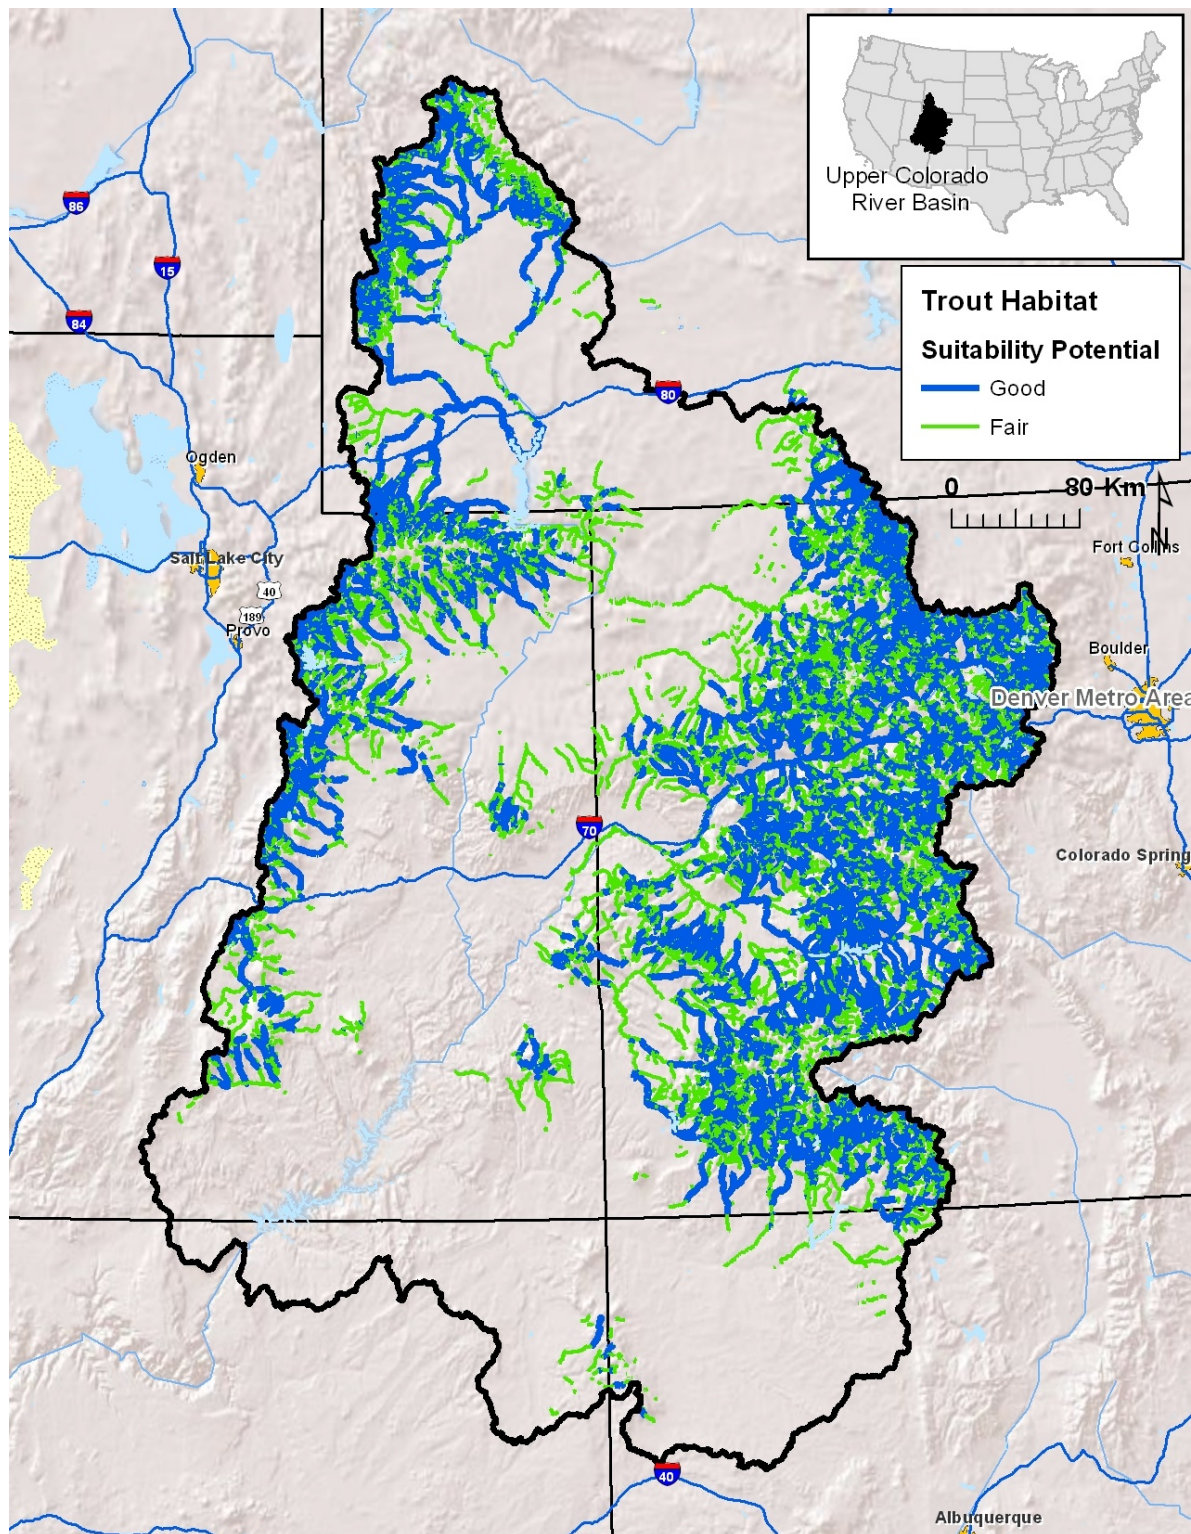 Upper Colorado
River Basin
Trout Habitat
Suitability Potential
Good
Fair
0
80 Km
N
86
15
84
80
Ogden
Salt Lake City
40
189
Provo
Fort Collins
Boulder
Denver Metro Area
70
Colorado Spring
40
Albuquerque